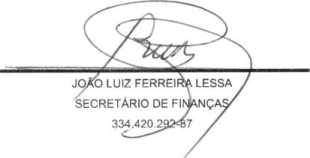 JOÃO LUIZ FERREIRA LESSA
SECRETÁRIO DE FINANÇAS
334.420.292-87